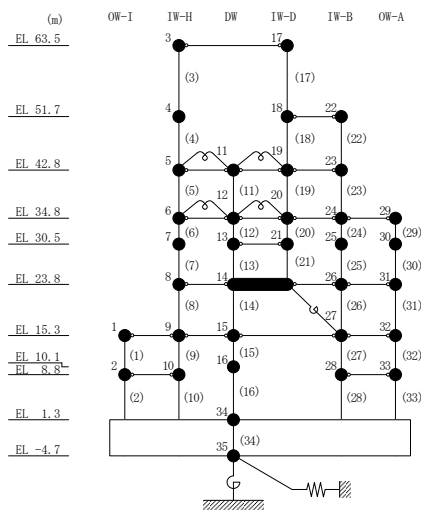 (m) OW-I IW-H DW IW-D IW-B OW-A
EL 63.5 3 17
(3) (17)
EL 51.7 4 18 22
(4) (18) (22)
EL 42.8 5 11 19 23
(5) (11) (19) (23)
EL 34.8 6 12 20 24 29
(6) (12) (20) (24) (29)
EL 30.5 7 13 21 25 30
(7) (13) (21) (25) (30)
EL 23.8 8 14 26 31
(8) (14) (26) (31)
27
EL 15.3 1 9 15 32
(1) (9) (15) (27) (32)
EL 10.1 16
EL 8.8 2 10 28 33
(2) (10) (16) (28) (33)
EL 1.3 34
(34)
EL -4.7 35